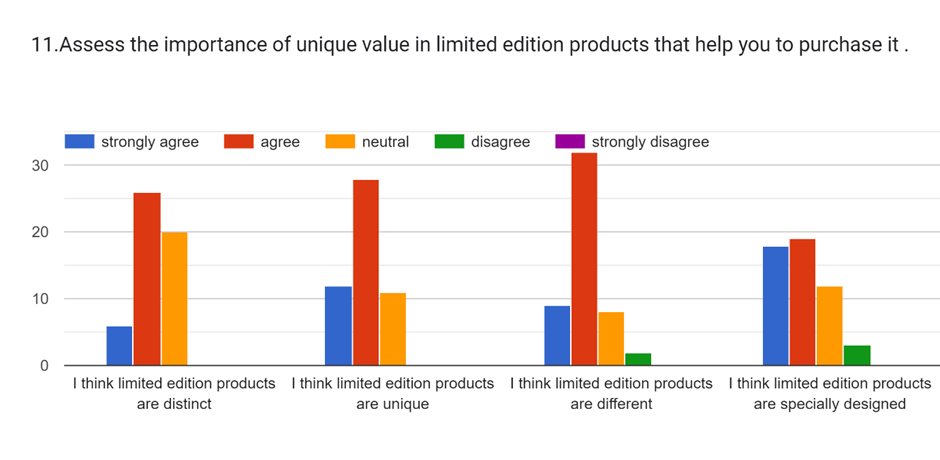 11.Assess the importance of unique value in limited edition products that help you to purchase it .
strongly agree agree neutral disagree strongly disagree
30
20
10
0
I think limited edition products
are distinct
I think limited edition products
are unique
I think limited edition products
are different
I think limited edition products
are specially designed